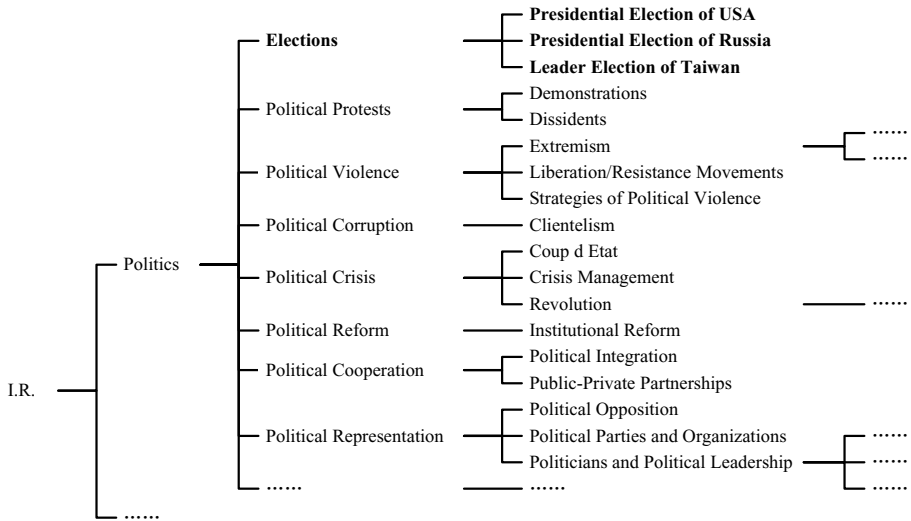 Presidential Election of USA
Elections
Presidential Election of Russia
Leader Election of Taiwan
Demonstrations
Political Protests
Dissidents
……
Extremism
……
Political Violence
Liberation/Resistance Movements
Strategies of Political Violence
Political Corruption
Clientelism
Coup d Etat
Politics
Political Crisis
Crisis Management
Revolution
……
Political Reform
Institutional Reform
Political Integration
Political Cooperation
I.R.
Public-Private Partnerships
Political Opposition
Political Representation
Political Parties and Organizations
……
Politicians and Political Leadership
……
……
……
……
……